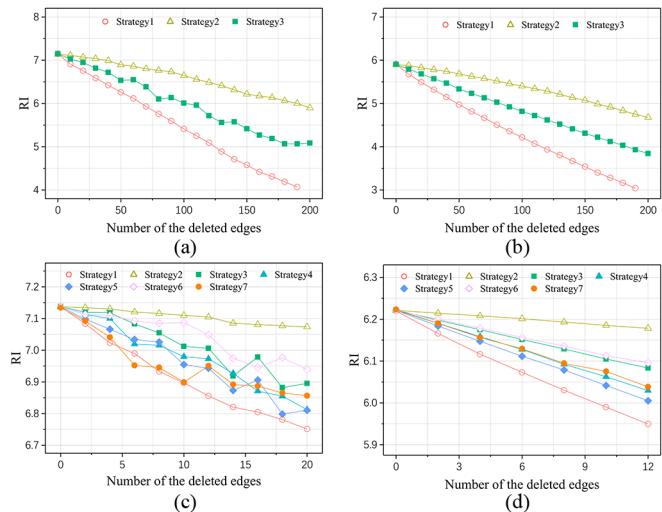 8
7
6
5
4
RI
Strategy1 Strategy2 Strategy3
0 50 100 150 200
Number of the deleted edges
(a)
7
6
5
4
3
RI
Strategy1 Strategy2 Strategy3
0 50 100 150 200
Number of the deleted edges
(b)
7.2
7.1
7.0
6.9
6.8
6.7
RI
Strategy1 Strategy2 Strategy3 Strategy4
Strategy5 Strategy6 Strategy7
0 5 10 15 20
Number of the deleted edges
(c)
6.3
6.2
6.1
6.0
5.9
RI
Strategy1 Strategy2 Strategy3 Strategy4
Strategy5 Strategy6 Strategy7
0 3 6 9 12
Number of the deleted edges
(d)